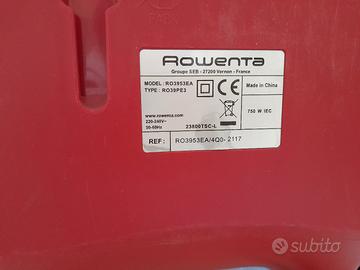 Rowenta
Groupe SEB - 27200 Vernon - France
MODEL : RO3953EA
TYPE : RO39PE3
Made in China
www.rowenta.com
220-240V~
50-60Hz
23800TSC-L
750 W IEC
REF : RO3953EA/4Q0- 2117
subito